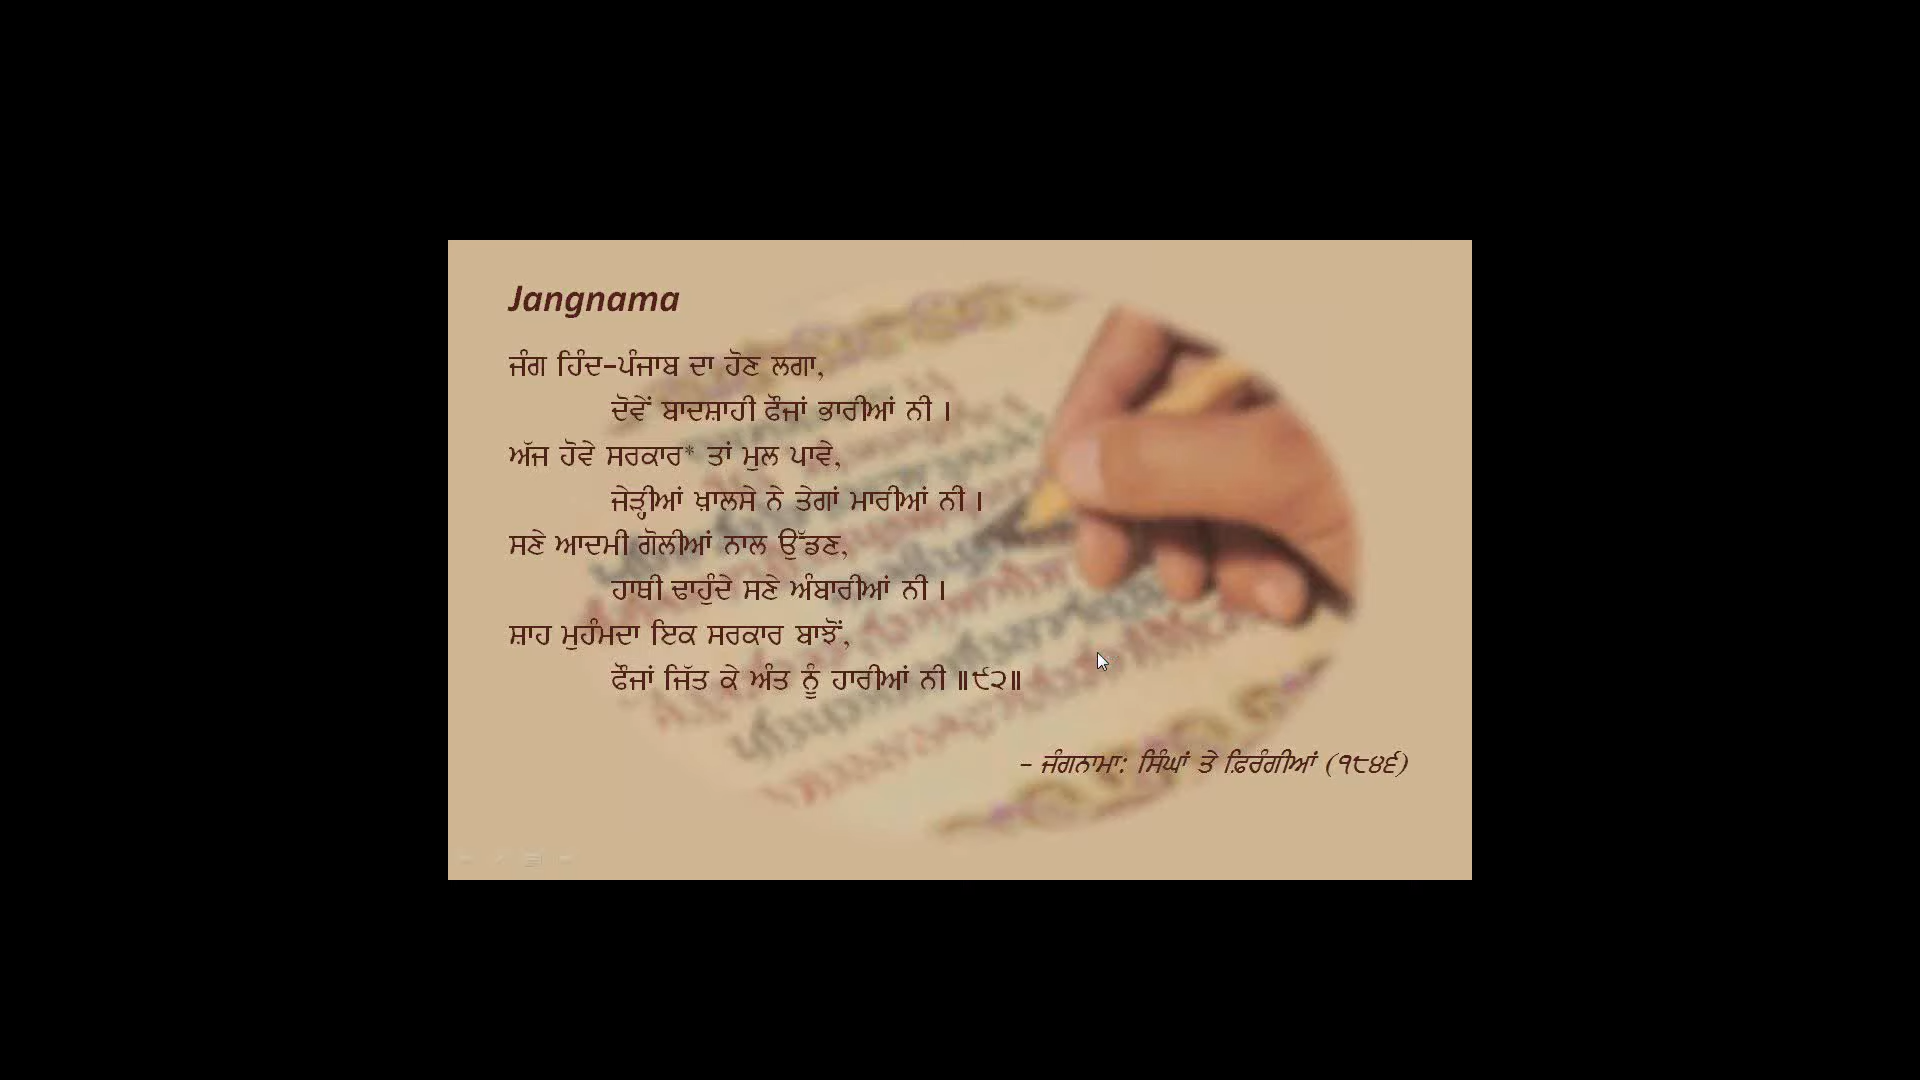 Jangnama
ਜੰਗ ਹਿੰਦ-ਪੰਜਾਬ ਦਾ ਹੋਣ ਲਗਾ,
ਦੋਵੇਂ ਬਾਦਸ਼ਾਹੀ ਫੌਜਾਂ ਭਾਰੀਆਂ ਨੀ ।
ਅੱਜ ਹੋਵੇ ਸਰਕਾਰ* ਤਾਂ ਮੁਲ ਪਾਵੇ,
ਜੇੜ੍ਹੀਆਂ ਖ਼ਾਲਸੇ ਨੇ ਤੇਗਾਂ ਮਾਰੀਆਂ ਨੀ ।
ਸਣੇ ਆਦਮੀ ਗੋਲੀਆਂ ਨਾਲ ਉੱਡਣ,
ਹਾਥੀ ਢਾਹੁੰਦੇ ਸਣੇ ਅੰਬਾਰੀਆਂ ਨੀ ।
ਸ਼ਾਹ ਮੁਹੰਮਦਾ ਇਕ ਸਰਕਾਰ ਬਾਝੋਂ,
ਫੌਜਾਂ ਜਿੱਤ ਕੇ ਅੰਤ ਨੂੰ ਹਾਰੀਆਂ ਨੀ ॥੯੨॥
- ਜੰਗਨਾਮਾ: ਸਿੰਘਾਂ ਤੇ ਫ਼ਿਰੰਗੀਆਂ (੧੮੪੬)